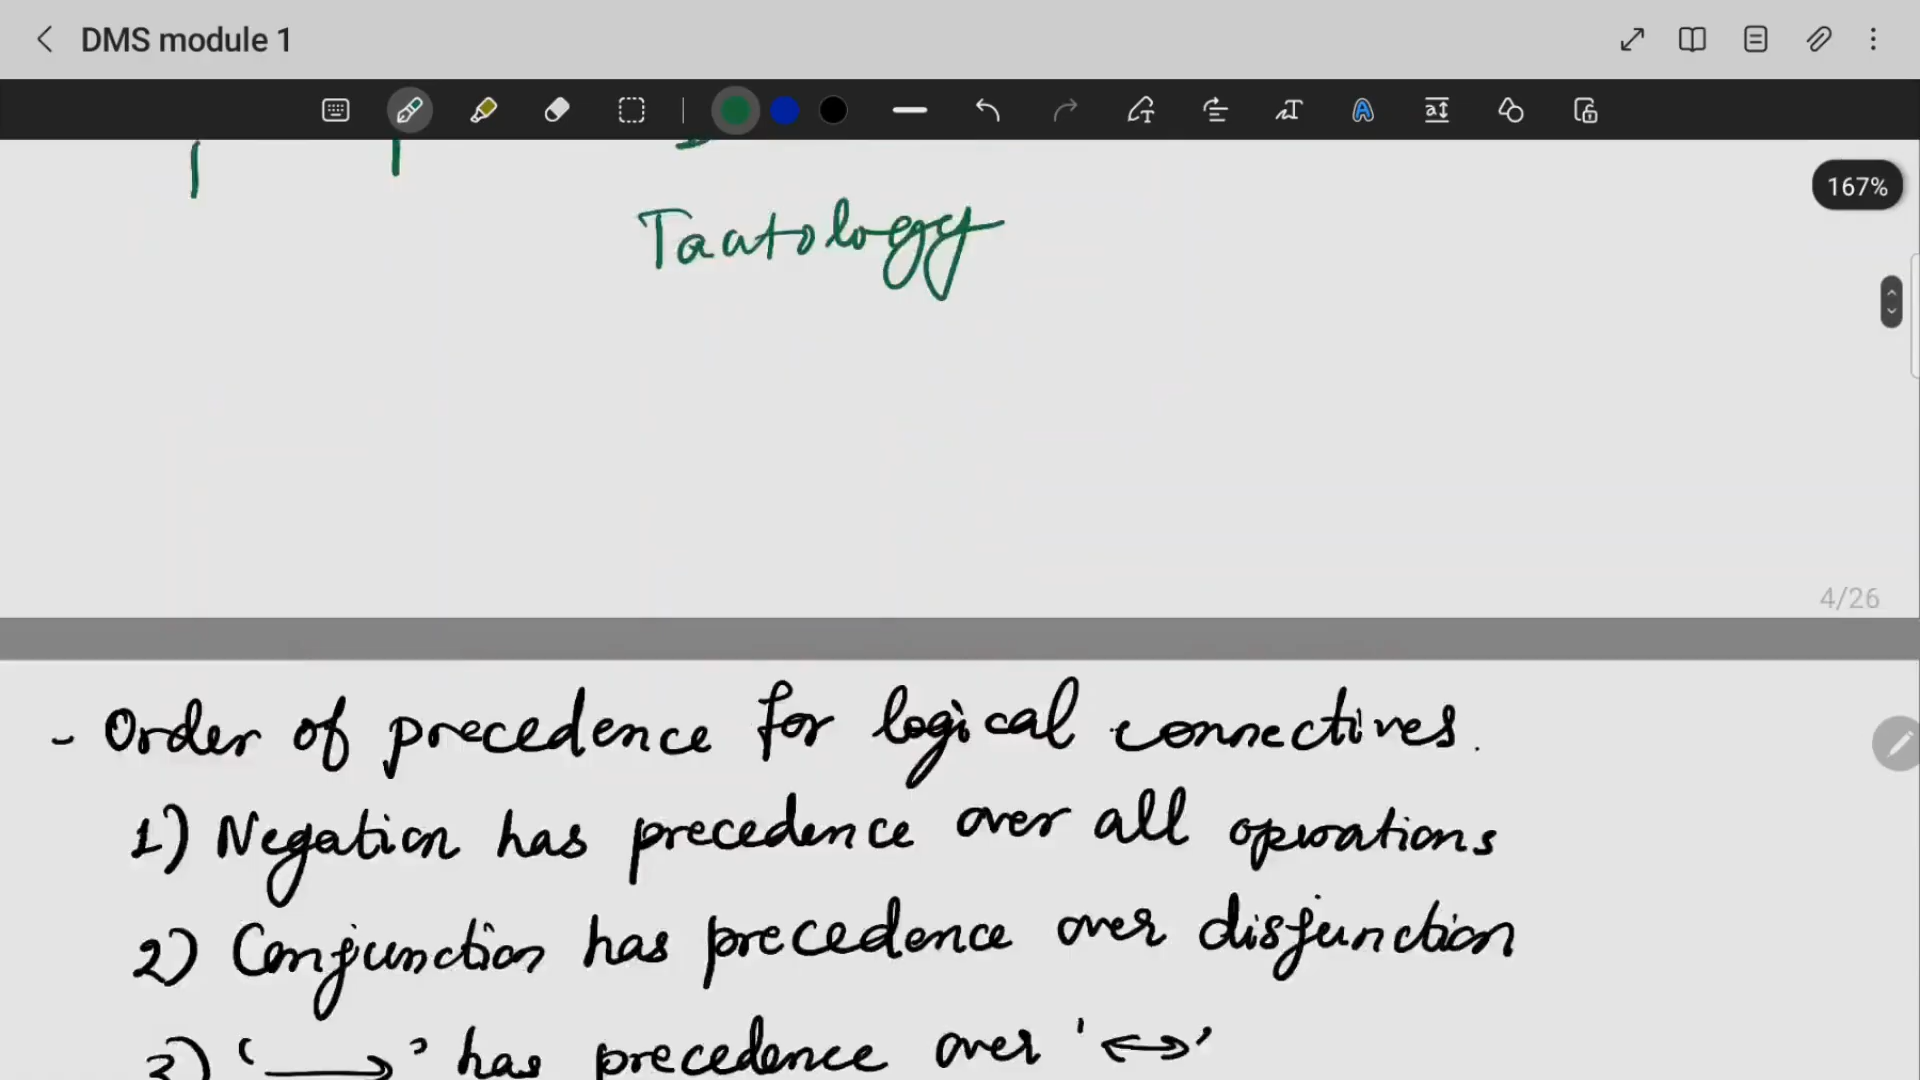 DMS module 1
167%
Taatology
4/26
- Order of precedence for logical connectives.
1) Negation has precedence over all operations
2) Conjunction has precedence over disjunction
3) '⟶' has precedence over '↔'